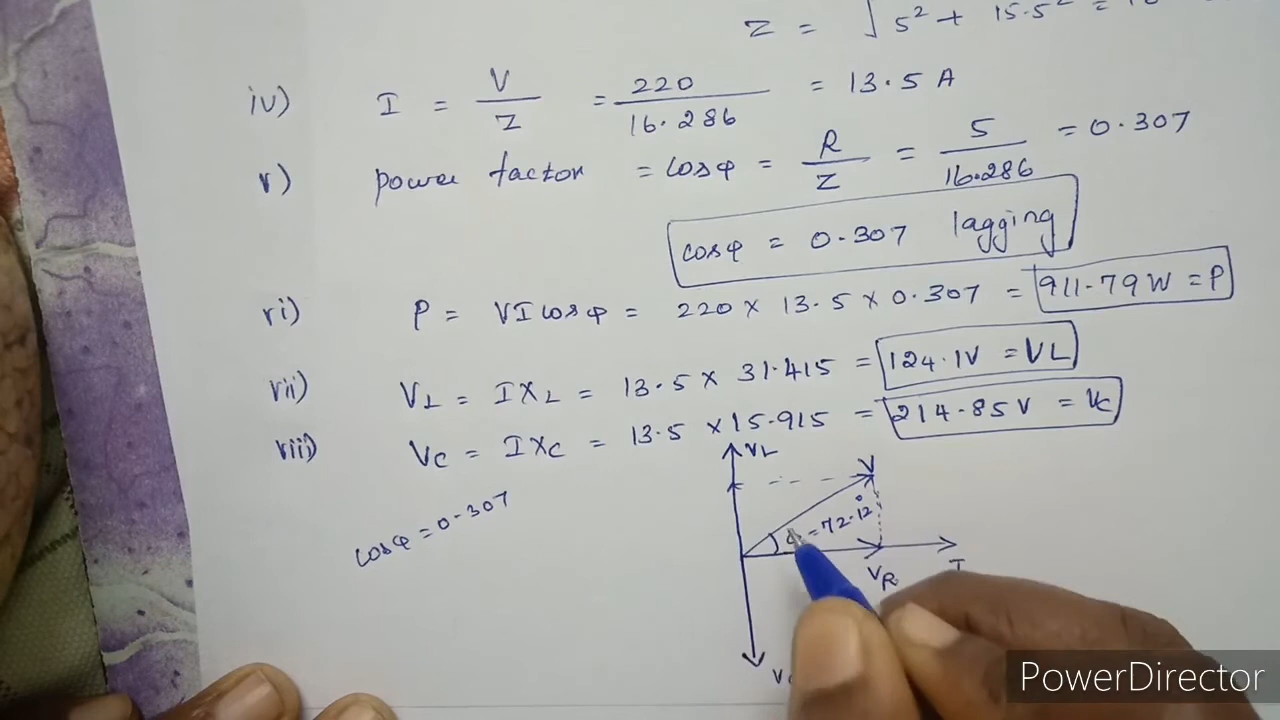 Z = √5² + 15.5² =
iv) I = V/Z = 220/16.286 = 13.5 A
v) power factor = cosφ = R/Z = 5/16.286 = 0.307
cosφ = 0.307 lagging
vi) P = VI cosφ = 220 × 13.5 × 0.307 = 911.79W = P
vii) VL = IXL = 13.5 × 31.415 = 124.1V = VL
viii) VC = IXC = 13.5 × 15.915 = 214.85V = VC
VL
V
cosφ = 0.307
φ = 72.12°
VR I
PowerDirector